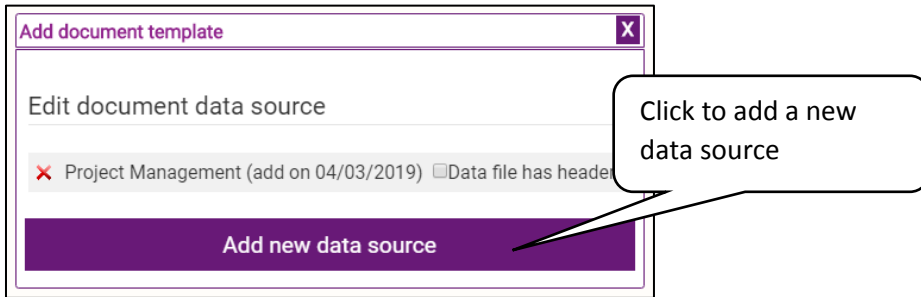 Add document template
X
Edit document data source
Project Management (add on 04/03/2019) Data file has header
Add new data source
Click to add a new
data source